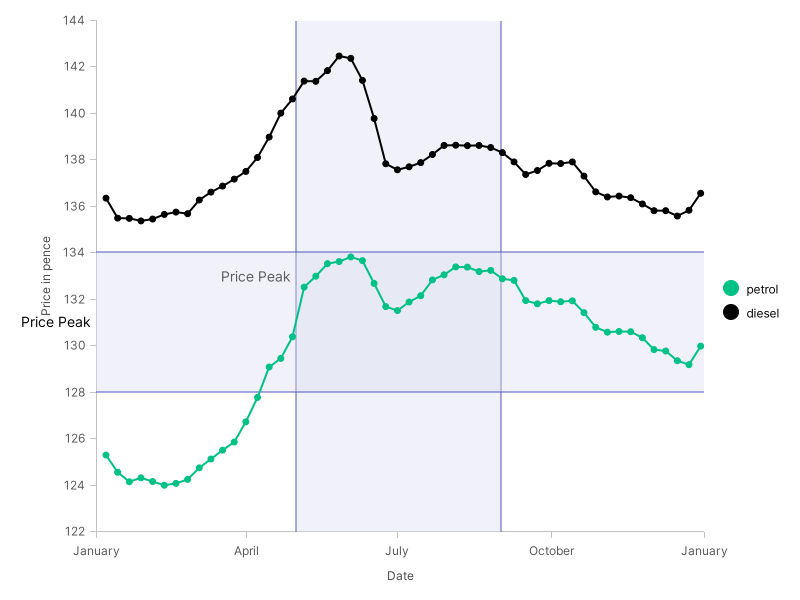 144
142
140
138
136
134
132
130
128
126
124
122
Price in pence
Price Peak
Price Peak
January
April
July
October
January
Date
petrol
diesel